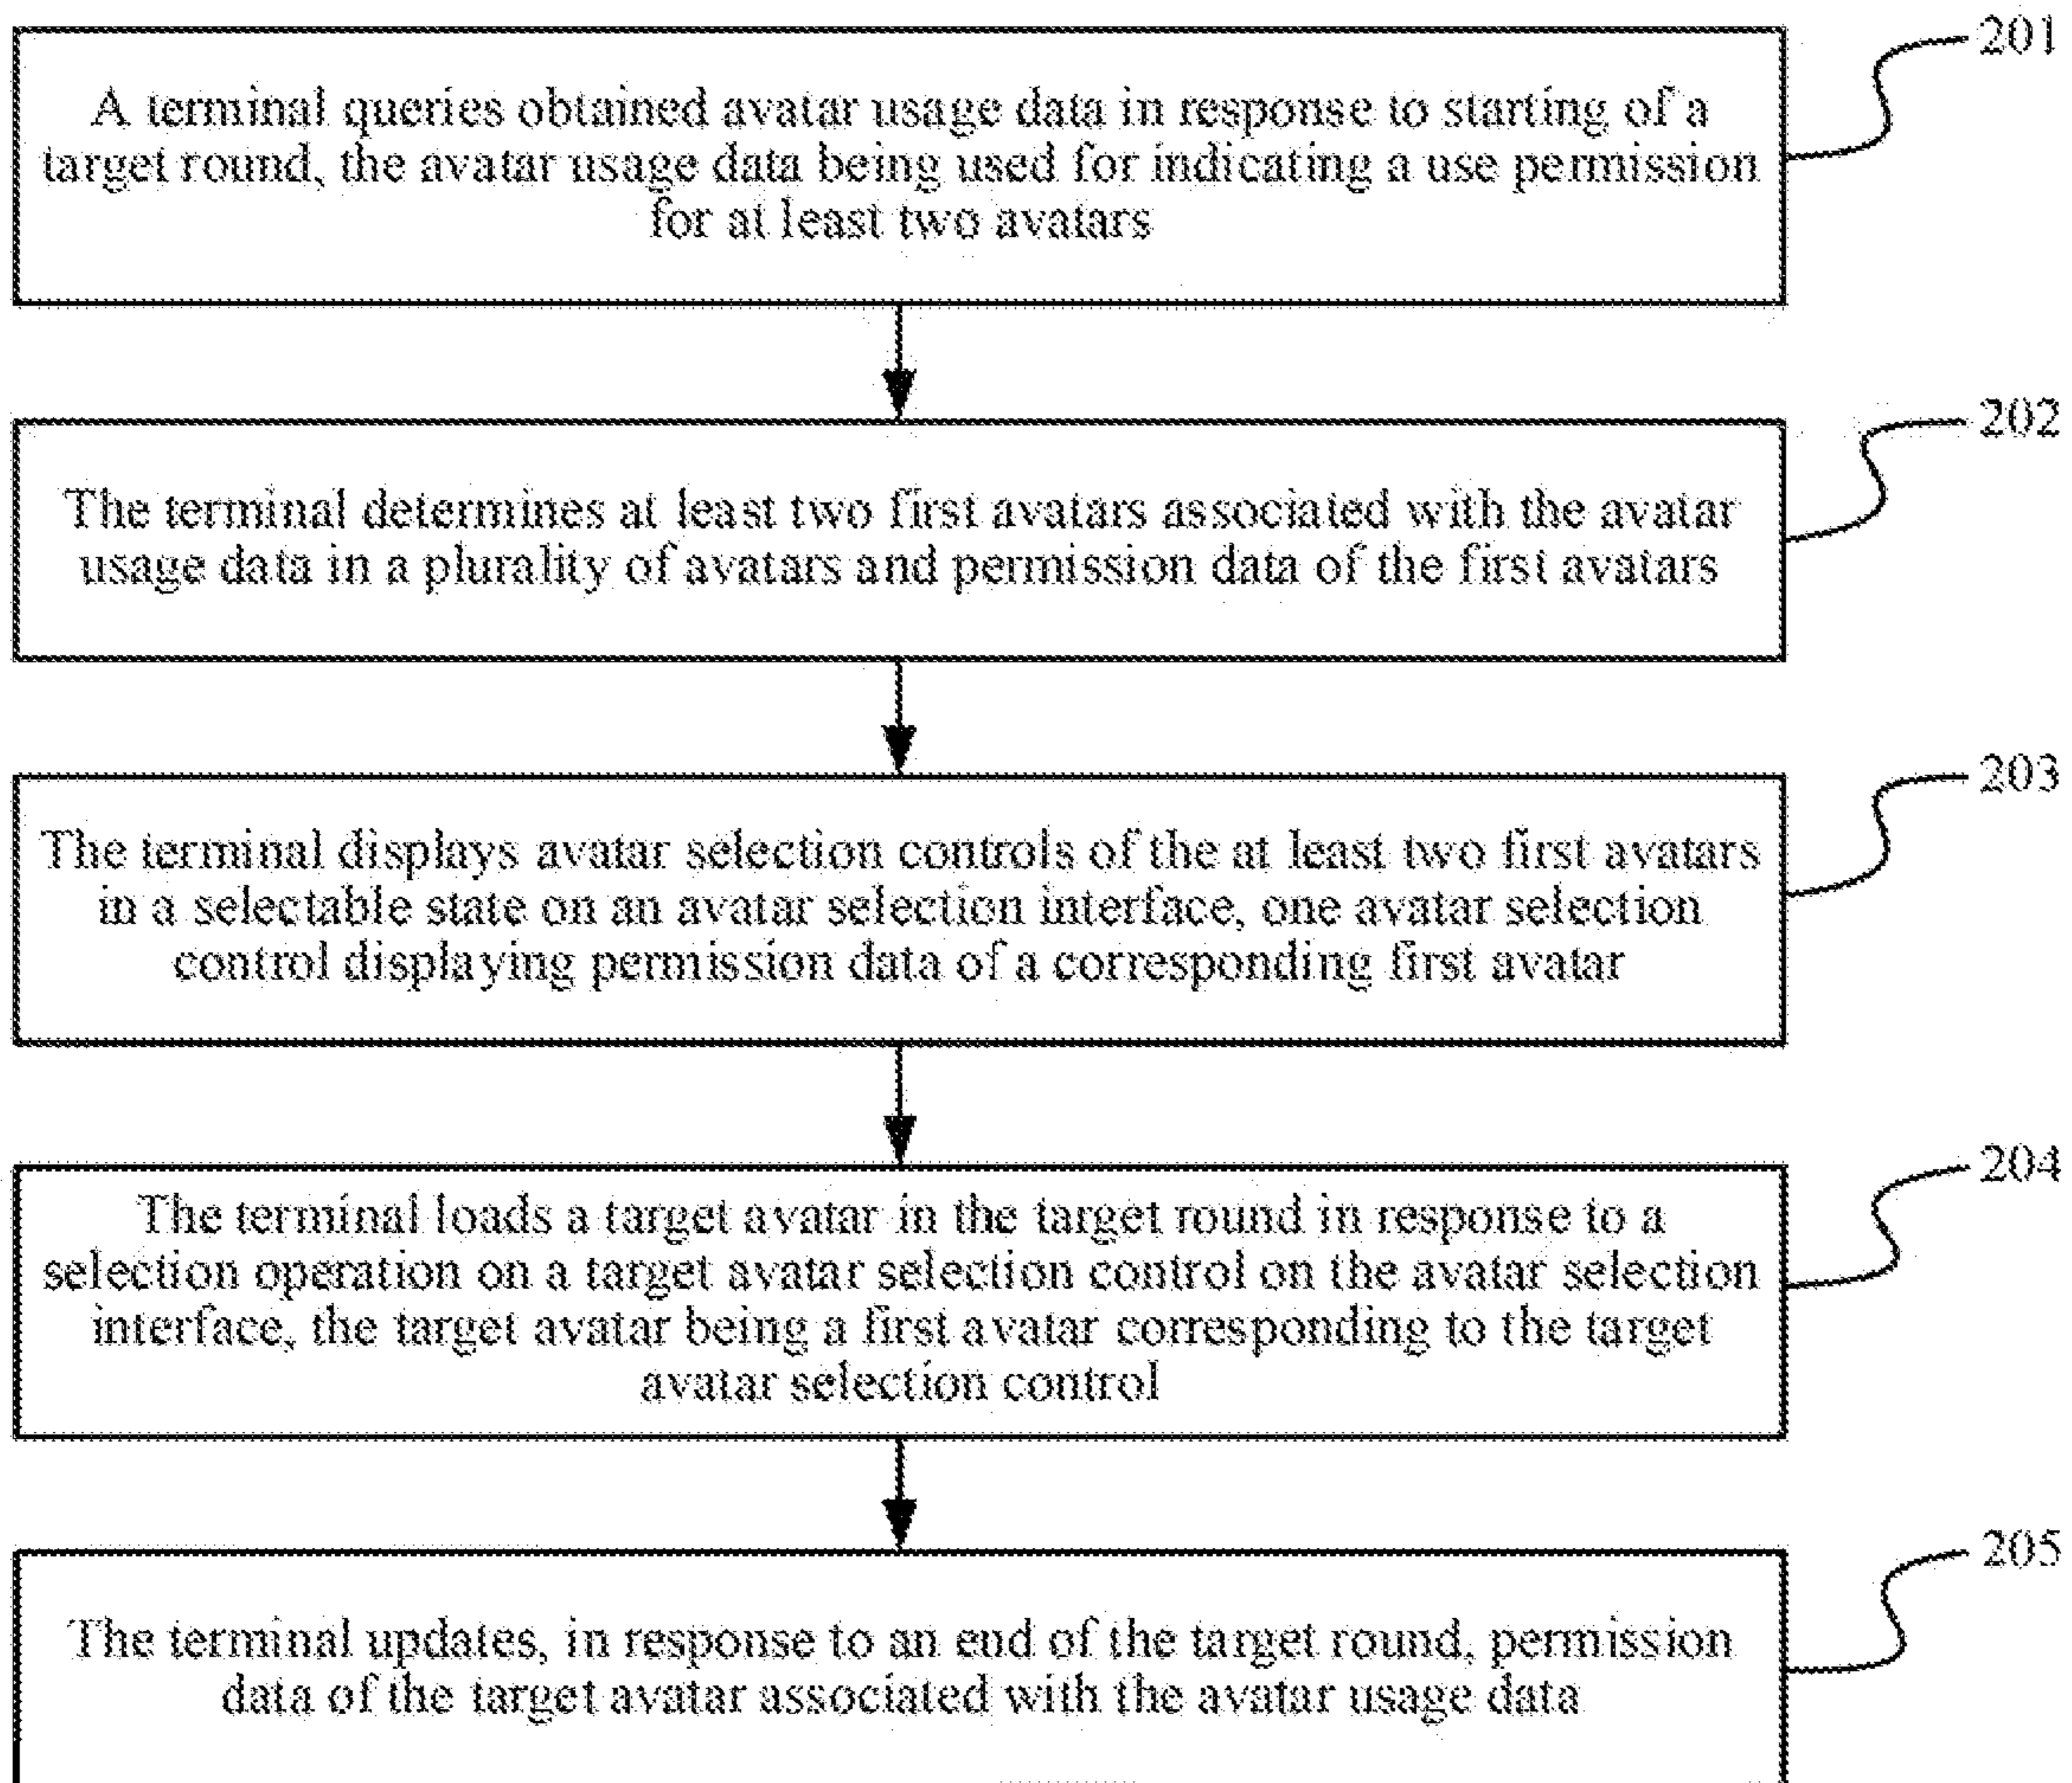 201
A terminal queries obtained avatar usage data in response to starting of a
target round, the avatar usage data being used for indicating a use permission
for at least two avatars
202
The terminal determines at least two first avatars associated with the avatar
usage data in a plurality of avatars and permission data of the first avatars
203
The terminal displays avatar selection controls of the at least two first avatars
in a selectable state on an avatar selection interface, one avatar selection
control displaying permission data of a corresponding first avatar
204
The terminal loads a target avatar in the target round in response to a
selection operation on a target avatar selection control on the avatar selection
interface, the target avatar being a first avatar corresponding to the target
avatar selection control
205
The terminal updates, in response to an end of the target round, permission
data of the target avatar associated with the avatar usage data